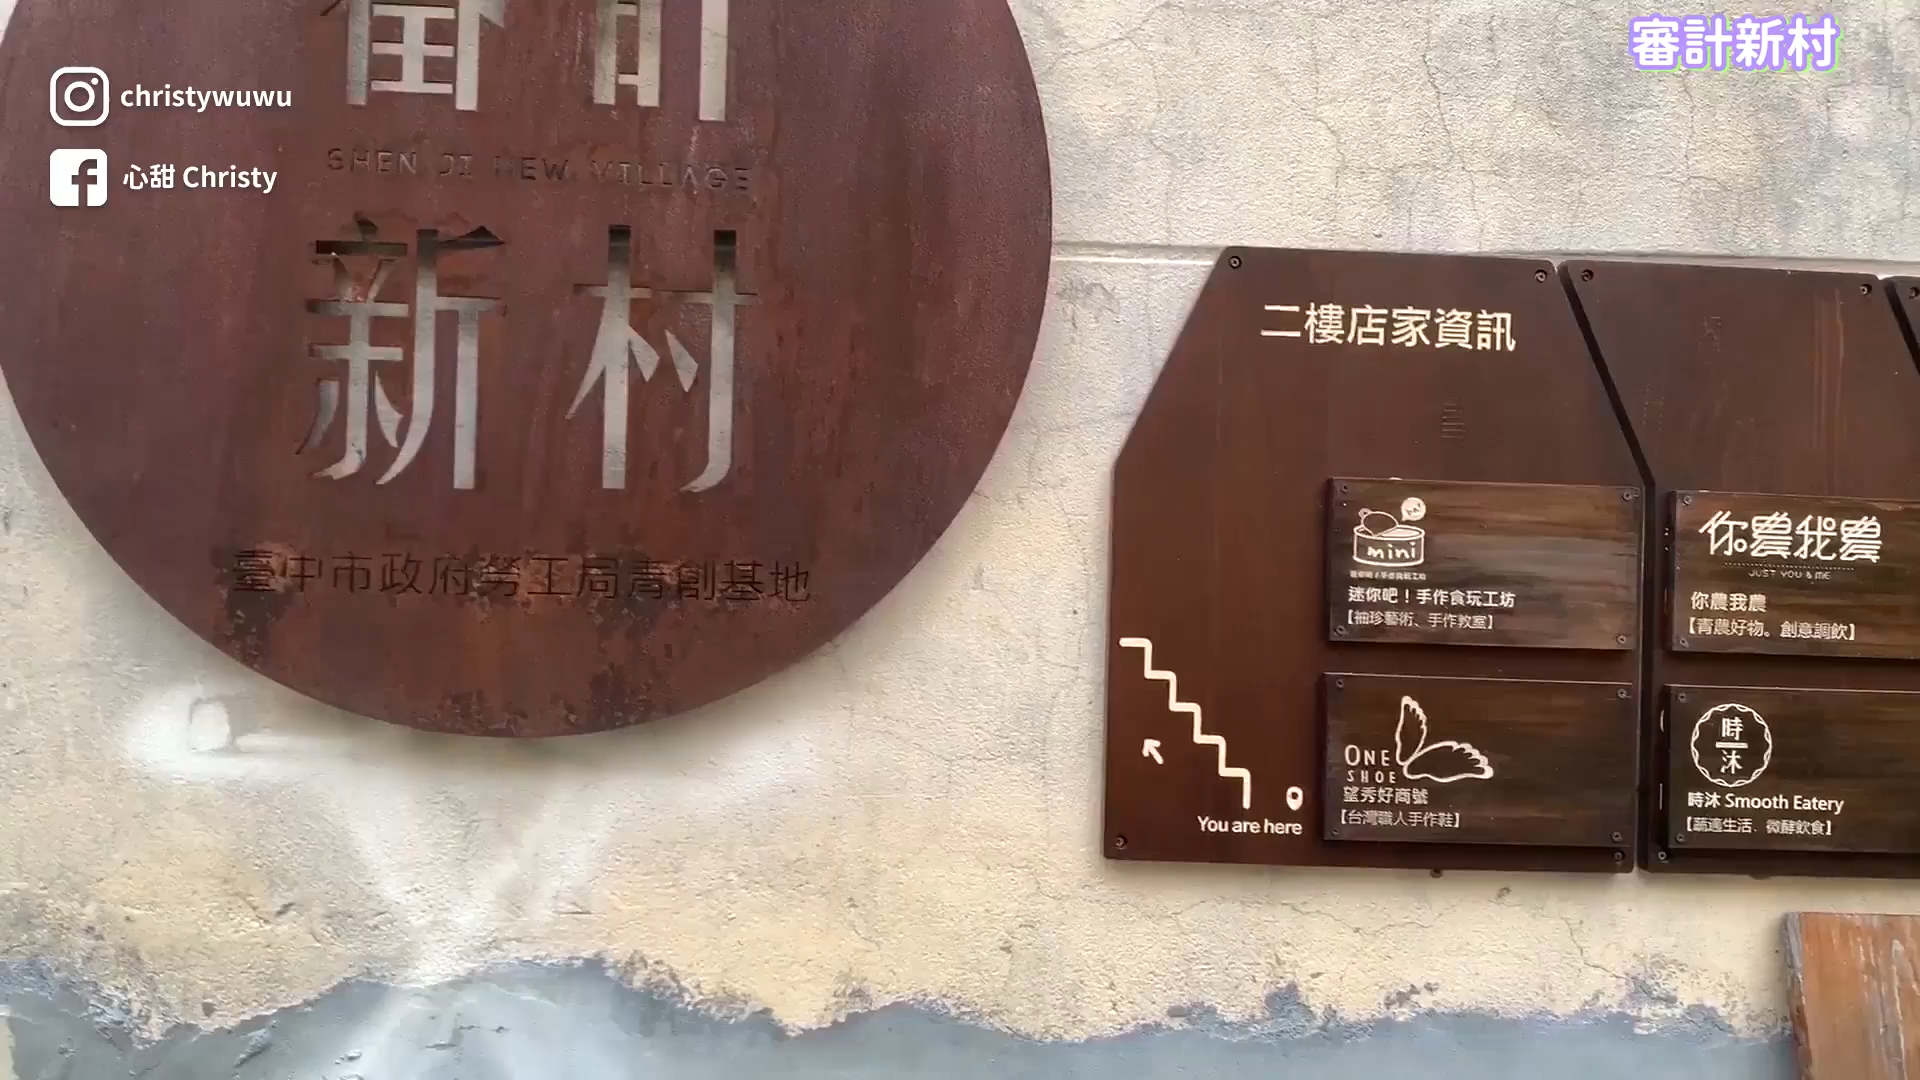 christywuwu
心甜 Christy
審計新村
審計
SHEN JI NEW VILLAGE
新村
臺中市政府勞工局青創基地
二樓店家資訊
mini
迷你吧!手作食玩工坊
【袖珍藝術、手作教室】
你農我農
JUST YOU & ME
你農我農
【青農好物。創意調飲】
ONE
SHOE
望秀好商號
【台灣職人手作鞋】
時
沐
時沐 Smooth Eatery
【蔬適生活．微酵飲食】
You are here